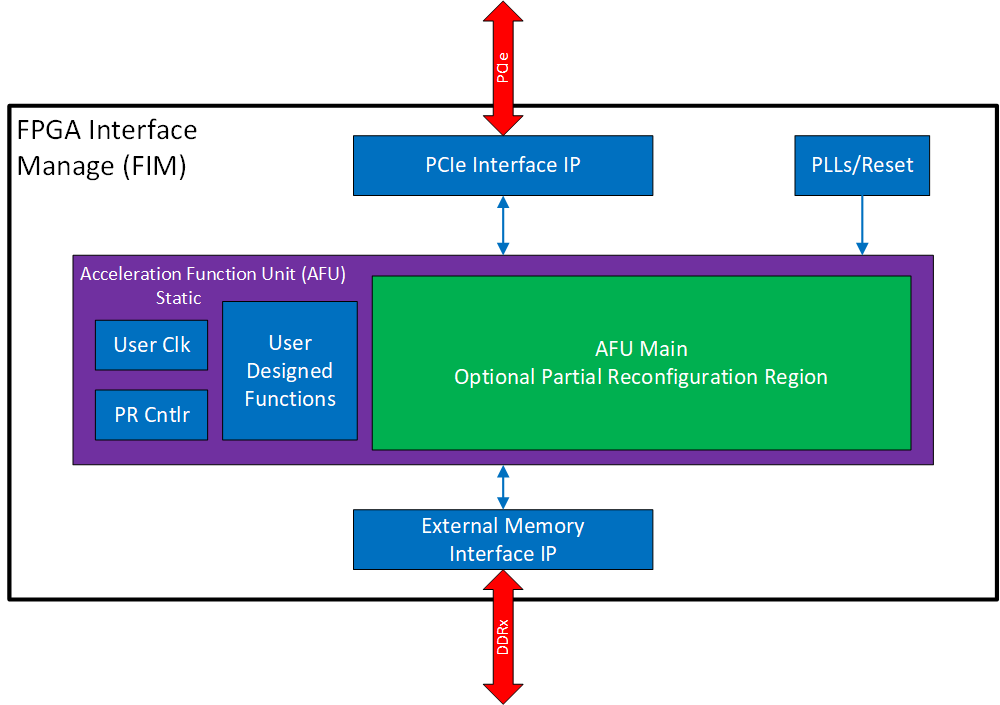 PCIe
FPGA Interface
Manage (FIM)
PCIe Interface IP
PLLs/Reset
Acceleration Function Unit (AFU)
Static
User Clk
PR Cntlr
User
Designed
Functions
AFU Main
Optional Partial Reconfiguration Region
External Memory
Interface IP
DDRx